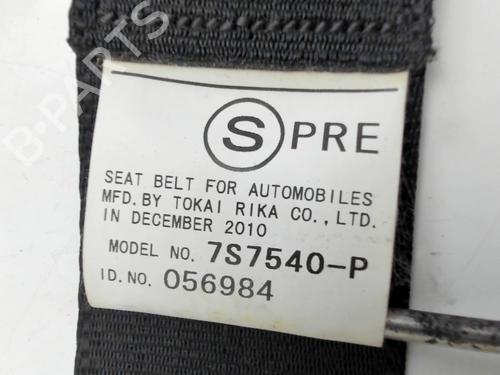 B-PARTS
S PRE
SEAT BELT FOR AUTOMOBILES
MFD. BY TOKAI RIKA CO., LTD.
IN DECEMBER 2010
MODEL NO. 7S7540-P
ID. NO. 056984